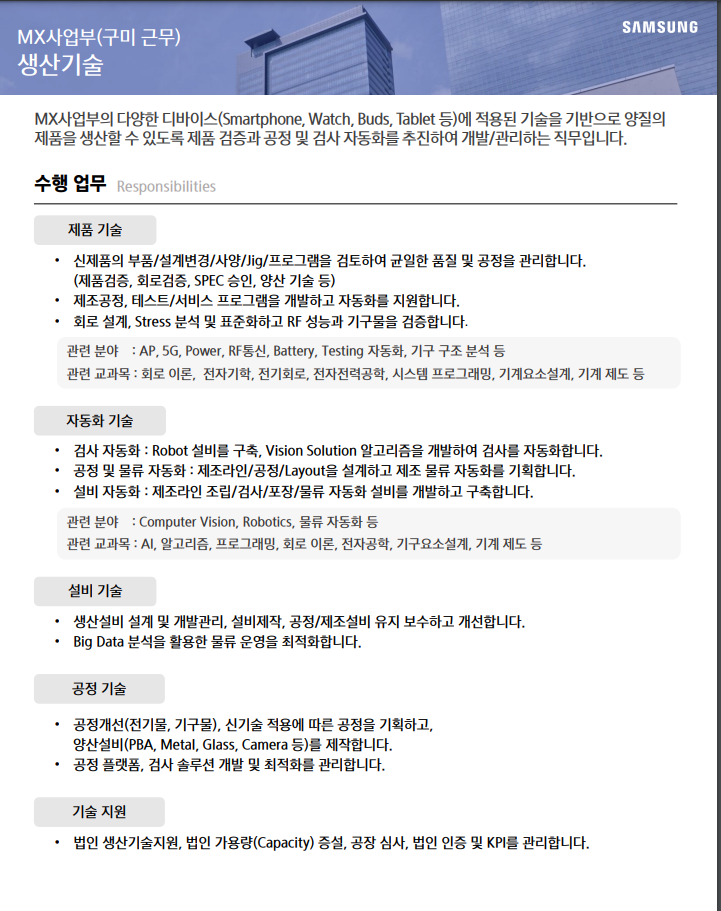 MX사업부(구미 근무)
SAMSUNG
생산기술
MX사업부의 다양한 디바이스(Smartphone, Watch, Buds, Tablet 등)에 적용된 기술을 기반으로 양질의
제품을 생산할 수 있도록 제품 검증과 공정 및 검사 자동화를 추진하여 개발/관리하는 직무입니다.
수행 업무 Responsibilities
제품 기술
• 신제품의 부품/설계변경/사양/Jig/프로그램을 검토하여 균일한 품질 및 공정을 관리합니다.
(제품검증, 회로검증, SPEC 승인, 양산 기술 등)
• 제조공정, 테스트/서비스 프로그램을 개발하고 자동화를 지원합니다.
• 회로 설계, Stress 분석 및 표준화하고 RF 성능과 기구물을 검증합니다.
관련 분야 : AP, 5G, Power, RF통신, Battery, Testing 자동화, 기구 구조 분석 등
관련 교과목 : 회로 이론, 전자기학, 전기회로, 전자전력공학, 시스템 프로그래밍, 기계요소설계, 기계 제도 등
자동화 기술
• 검사 자동화 : Robot 설비를 구축, Vision Solution 알고리즘을 개발하여 검사를 자동화합니다.
• 공정 및 물류 자동화 : 제조라인/공정/Layout을 설계하고 제조 물류 자동화를 기획합니다.
• 설비 자동화 : 제조라인 조립/검사/포장/물류 자동화 설비를 개발하고 구축합니다.
관련 분야 : Computer Vision, Robotics, 물류 자동화 등
관련 교과목 : AI, 알고리즘, 프로그래밍, 회로 이론, 전자공학, 기구요소설계, 기계 제도 등
설비 기술
• 생산설비 설계 및 개발관리, 설비제작, 공정/제조설비 유지 보수하고 개선합니다.
• Big Data 분석을 활용한 물류 운영을 최적화합니다.
공정 기술
• 공정개선(전기물, 기구물), 신기술 적용에 따른 공정을 기획하고,
양산설비(PBA, Metal, Glass, Camera 등)를 제작합니다.
• 공정 플랫폼, 검사 솔루션 개발 및 최적화를 관리합니다.
기술 지원
• 법인 생산기술지원, 법인 가용량(Capacity) 증설, 공장 심사, 법인 인증 및 KPI를 관리합니다.